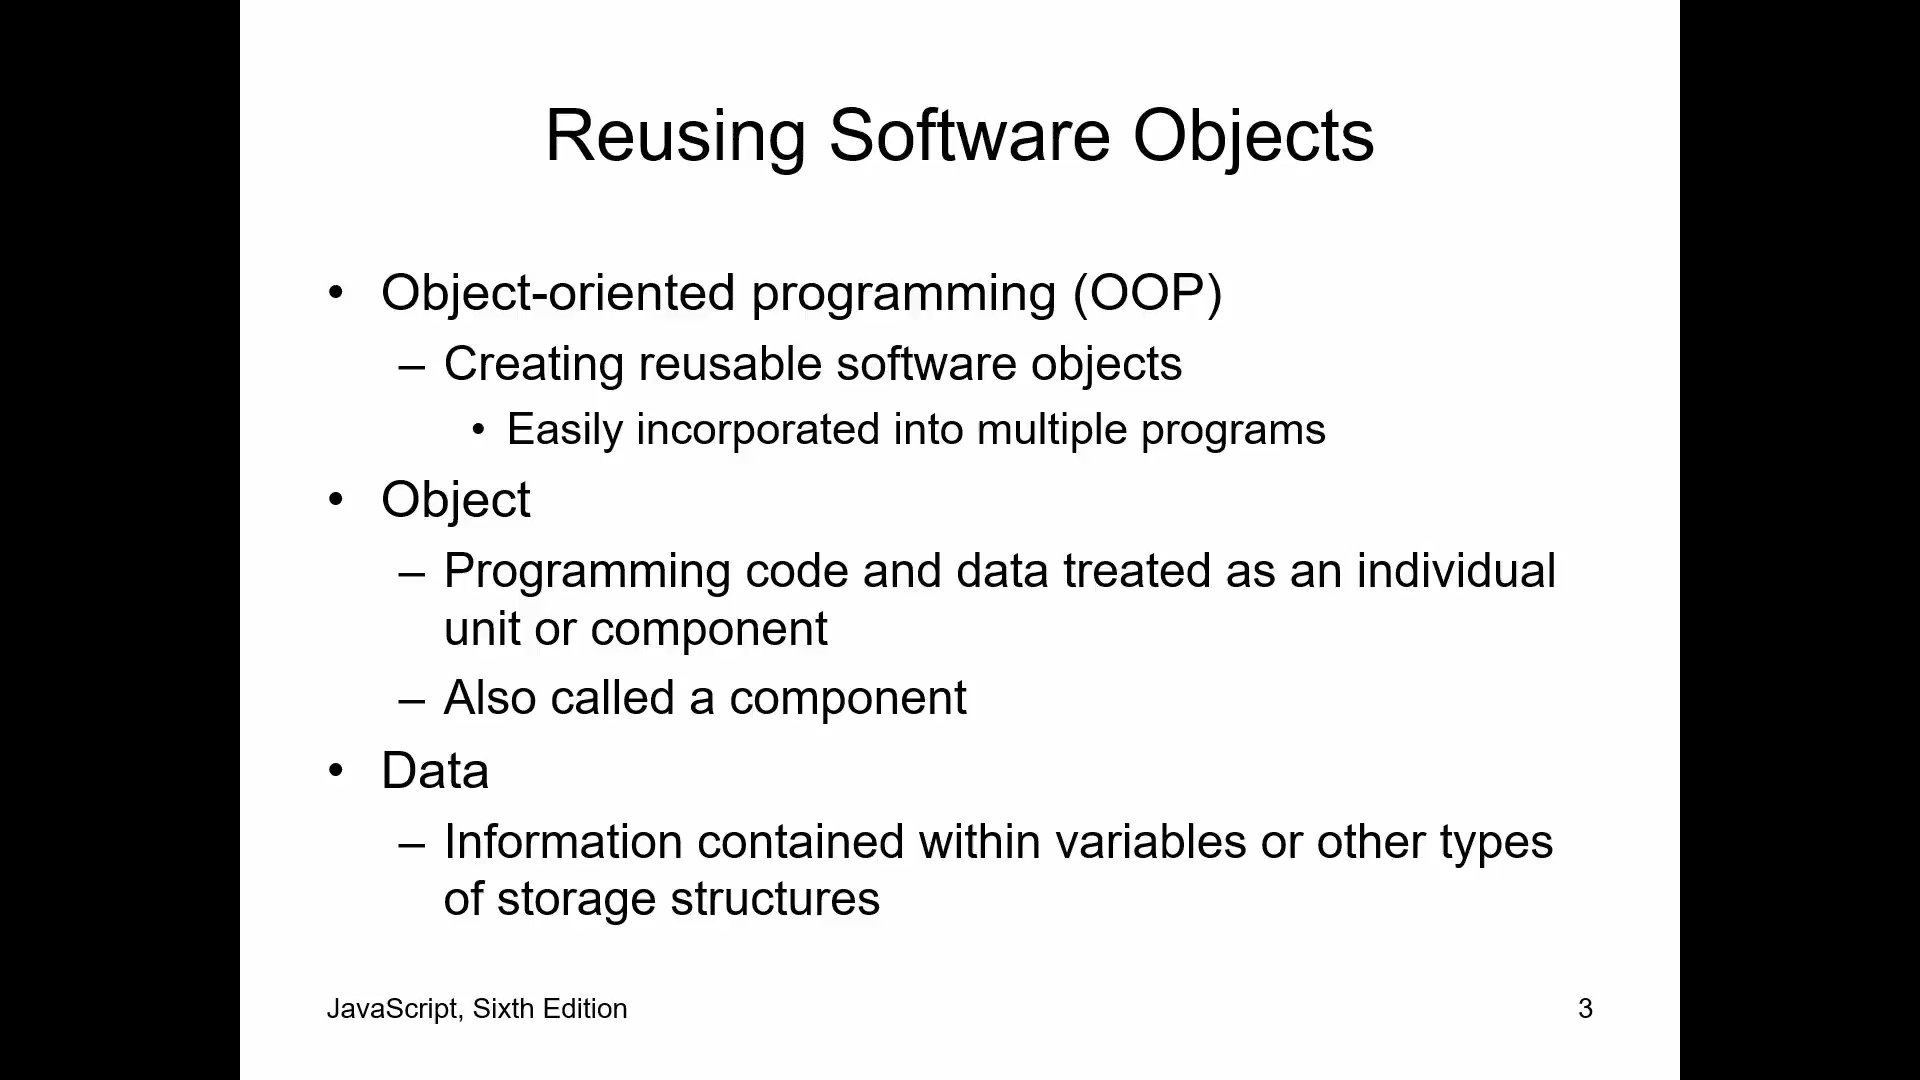 Reusing Software Objects
• Object-oriented programming (OOP)
– Creating reusable software objects
• Easily incorporated into multiple programs
• Object
– Programming code and data treated as an individual
unit or component
– Also called a component
• Data
– Information contained within variables or other types
of storage structures
JavaScript, Sixth Edition
3